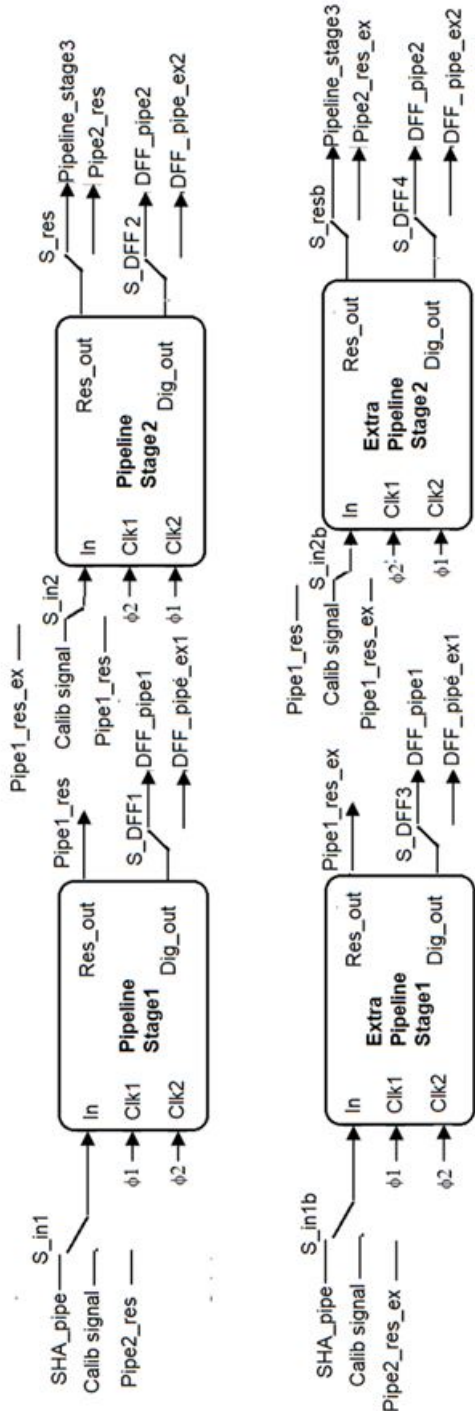 SHA_pipe
Calib signal
Pipe2_res
S_in1
In
Clk1
Clk2
ϕ1
ϕ2
Pipeline
Stage1
Res_out
Dig_out
Pipe1_res
S_DFF1
DFF_pipe1
DFF_pipé_ex1
Pipe1_res_ex
Calib signal
Pipe1_res
S_in2
In
Clk1
Clk2
ϕ2
ϕ1
Pipeline
Stage2
Res_out
Dig_out
S_res
Pipeline_stage3
Pipe2_res
S_DFF2
DFF_pipe2
DFF_pipe_ex2
SHA_pipe
Calib signal
Pipe2_res_ex
S_in1b
In
Clk1
Clk2
ϕ1
ϕ2
Extra
Pipeline
Stage1
Res_out
Dig_out
Pipe1_res_ex
S_DFF3
DFF_pipe1
DFF_pipé_ex1
Pipe1_res
Calib signal
Pipe1_res_ex
S_in2b
In
Clk1
Clk2
ϕ2
ϕ1
Extra
Pipeline
Stage2
Res_out
Dig_out
S_resb
Pipeline_stage3
Pipe2_res_ex
S_DFF4
DFF_pipe2
DFF_pipe_ex2